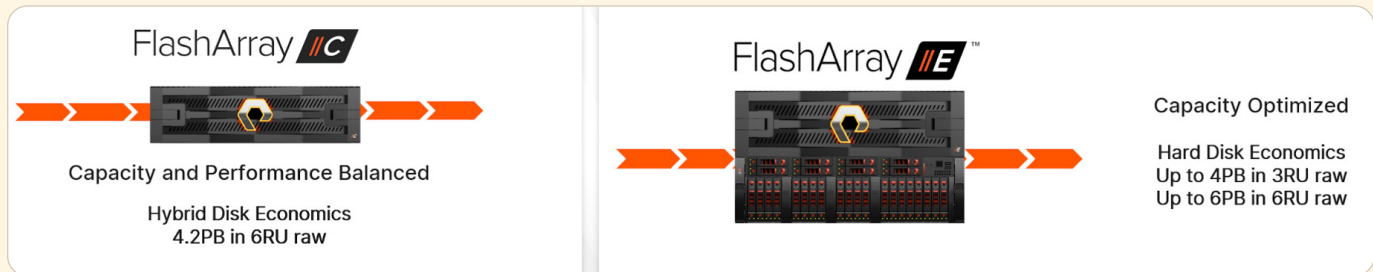 FlashArray //C
Capacity and Performance Balanced
Hybrid Disk Economics
4.2PB in 6RU raw
FlashArray //E™
Capacity Optimized
Hard Disk Economics
Up to 4PB in 3RU raw
Up to 6PB in 6RU raw